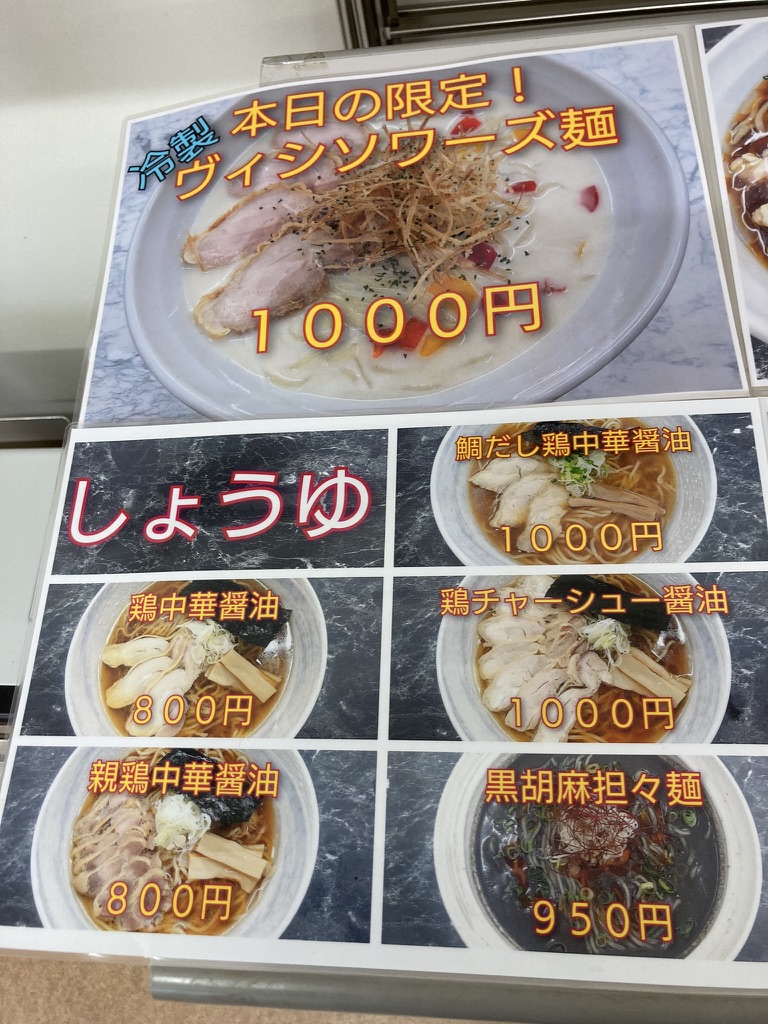 本日の限定！
冷製
ヴィシソワーズ麺
１０００円
しょうゆ
鯛だし鶏中華醤油
１０００円
鶏中華醤油
８００円
鶏チャーシュー醤油
１０００円
親鶏中華醤油
８００円
黒胡麻担々麺
９５０円